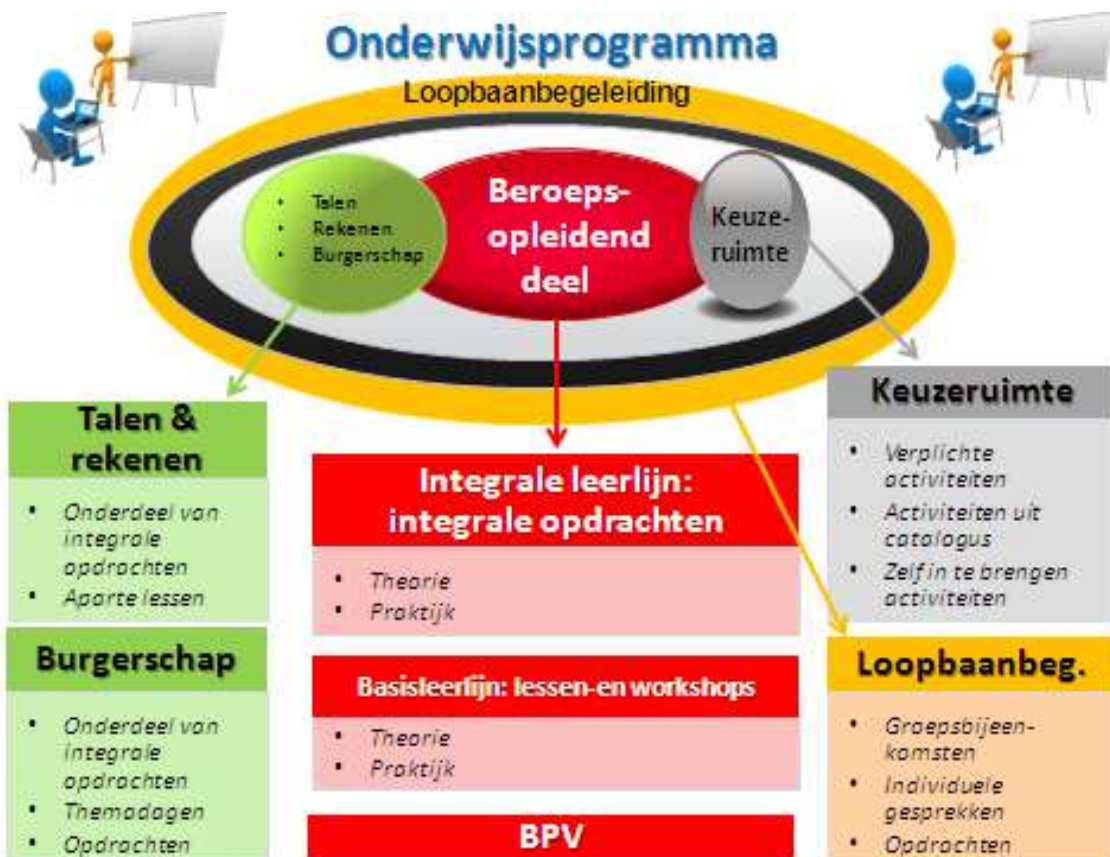 Onderwijsprogramma
Loopbaanbegeleiding
• Talen
• Rekenen
• Burgerschap
Beroeps-
opleidend
deel
Keuze-
ruimte
Talen &
rekenen
• Onderdeel van
integrale
opdrachten
• Aparte lessen
Burgerschap
• Onderdeel van
integrale
opdrachten
• Themadagen
• Opdrachten
Integrale leerlijn:
integrale opdrachten
• Theorie
• Praktijk
Basisleerlijn: lessen-en workshops
• Theorie
• Praktijk
BPV
Keuzeruimte
• Verplichte
activiteiten
• Activiteiten uit
catalogus
• Zelf in te brengen
activiteiten
Loopbaanbeg.
• Groepsbijeen-
komsten
• Individuele
gesprekken
• Opdrachten